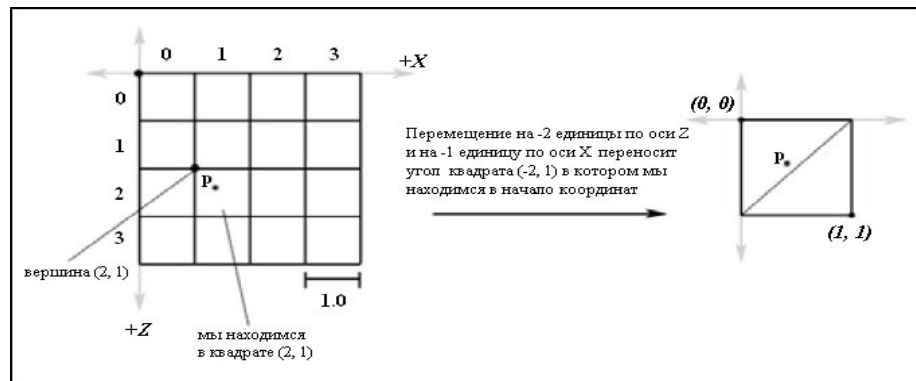 0 1 2 3
+X
0
1
2
3
P
вершина (2, 1)
1.0
+Z
мы находимся
в квадрате (2, 1)
Перемещение на -2 единицы по оси Z
и на -1 единицу по оси X переносит
угол квадрата (-2, 1) в котором мы
находимся в начало координат
(0, 0)
P
(1, 1)